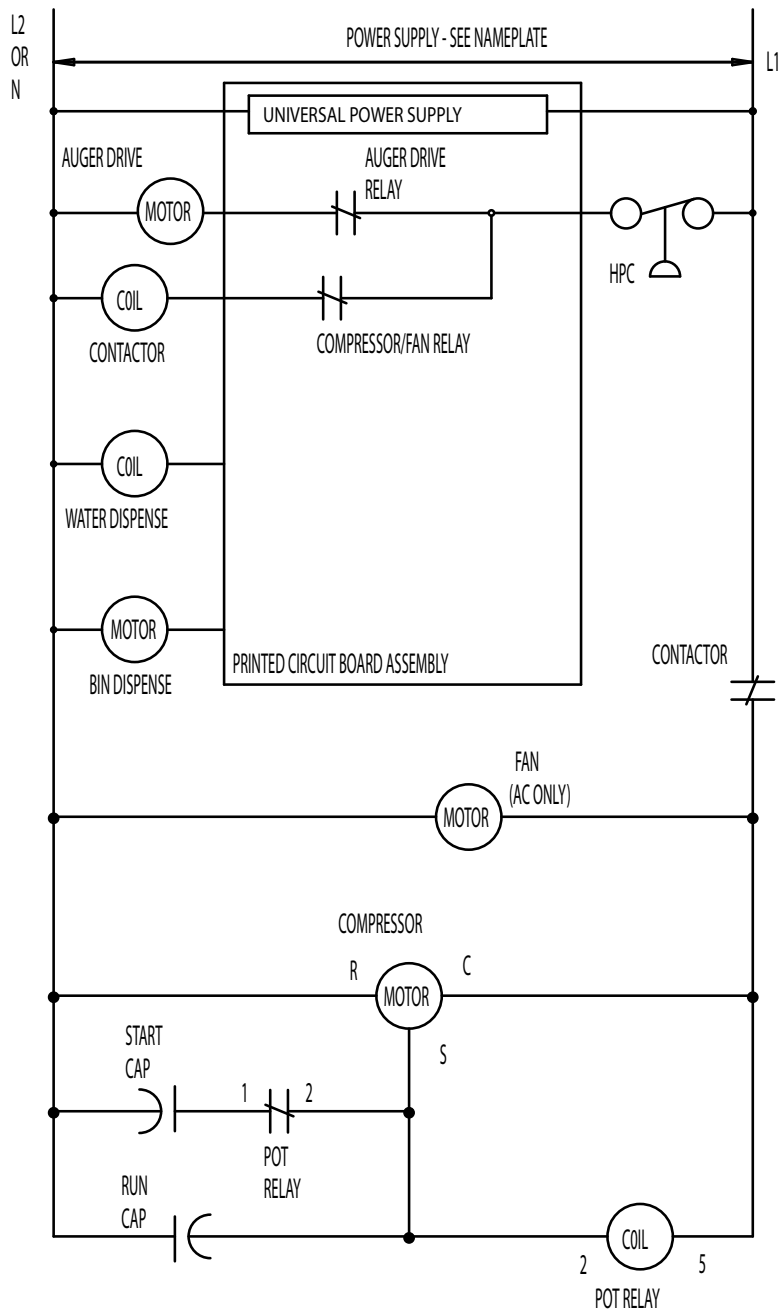 L2
OR
N
POWER SUPPLY - SEE NAMEPLATE
L1
UNIVERSAL POWER SUPPLY
AUGER DRIVE
MOTOR
AUGER DRIVE
RELAY
HPC
COIL
CONTACTOR
COMPRESSOR/FAN RELAY
COIL
WATER DISPENSE
MOTOR
BIN DISPENSE
PRINTED CIRCUIT BOARD ASSEMBLY
CONTACTOR
FAN
(AC ONLY)
MOTOR
COMPRESSOR
R
MOTOR
C
S
START
CAP
1
2
POT
RELAY
RUN
CAP
2
COIL
5
POT RELAY